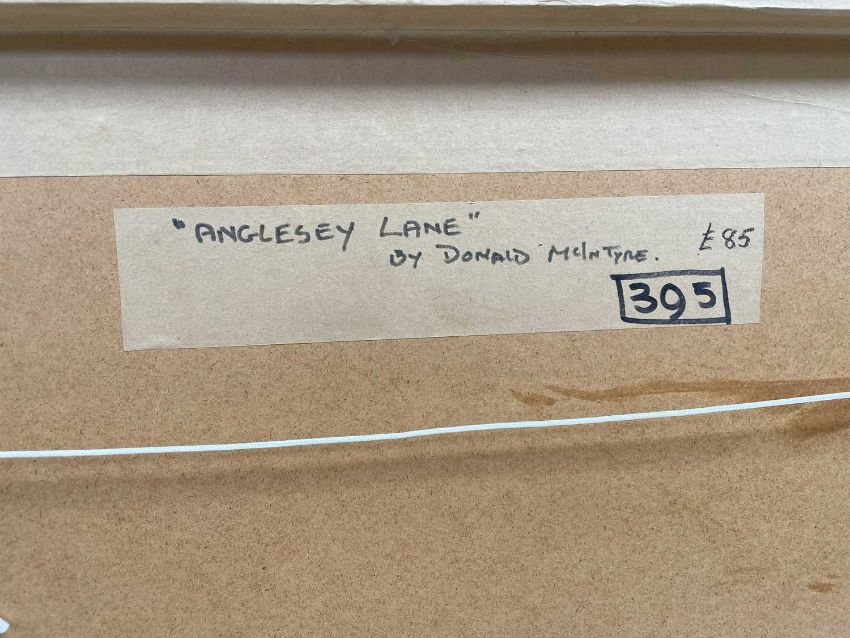 "ANGLESEY LANE"
BY DONALD McINTYRE. £85
395